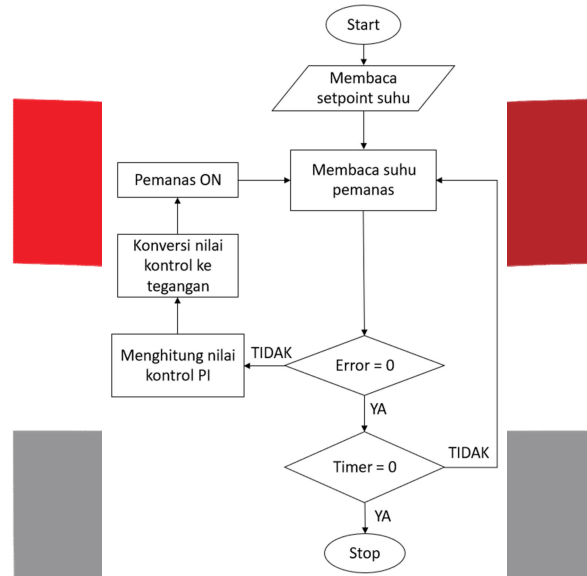 Start
Membaca
setpoint suhu
Pemanas ON
Membaca suhu
pemanas
Konversi nilai
kontrol ke
tegangan
Menghitung nilai
kontrol PI
TIDAK
Error = 0
YA
Timer = 0
TIDAK
YA
Stop